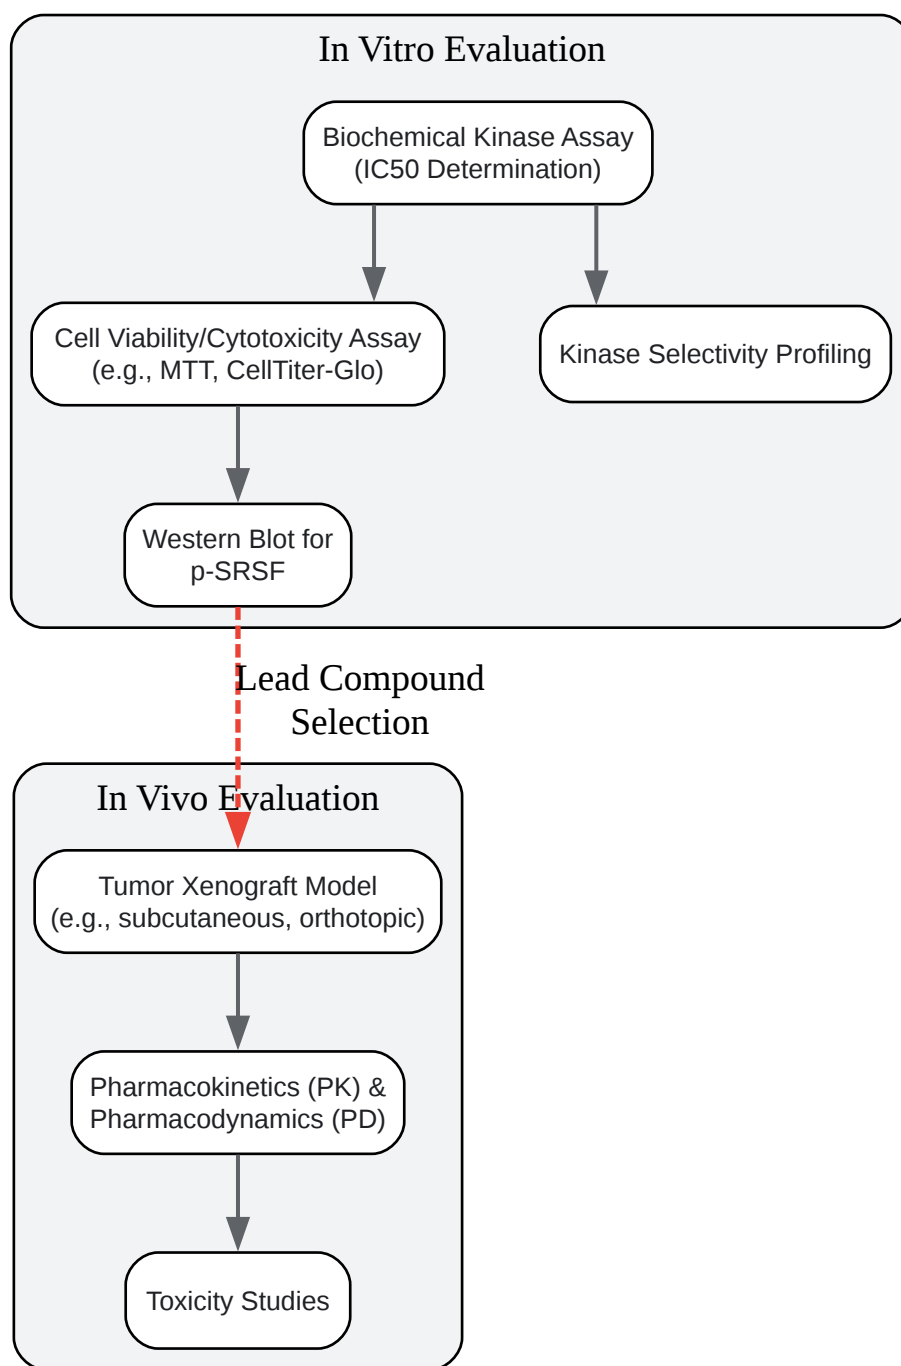 In Vitro Evaluation
Biochemical Kinase Assay
(IC50 Determination)
Cell Viability/Cytotoxicity Assay
(e.g., MTT, CellTiter-Glo)
Kinase Selectivity Profiling
Western Blot for
p-SRSF
Lead Compound
Selection
In Vivo Evaluation
Tumor Xenograft Model
(e.g., subcutaneous, orthotopic)
Pharmacokinetics (PK) &
Pharmacodynamics (PD)
Toxicity Studies